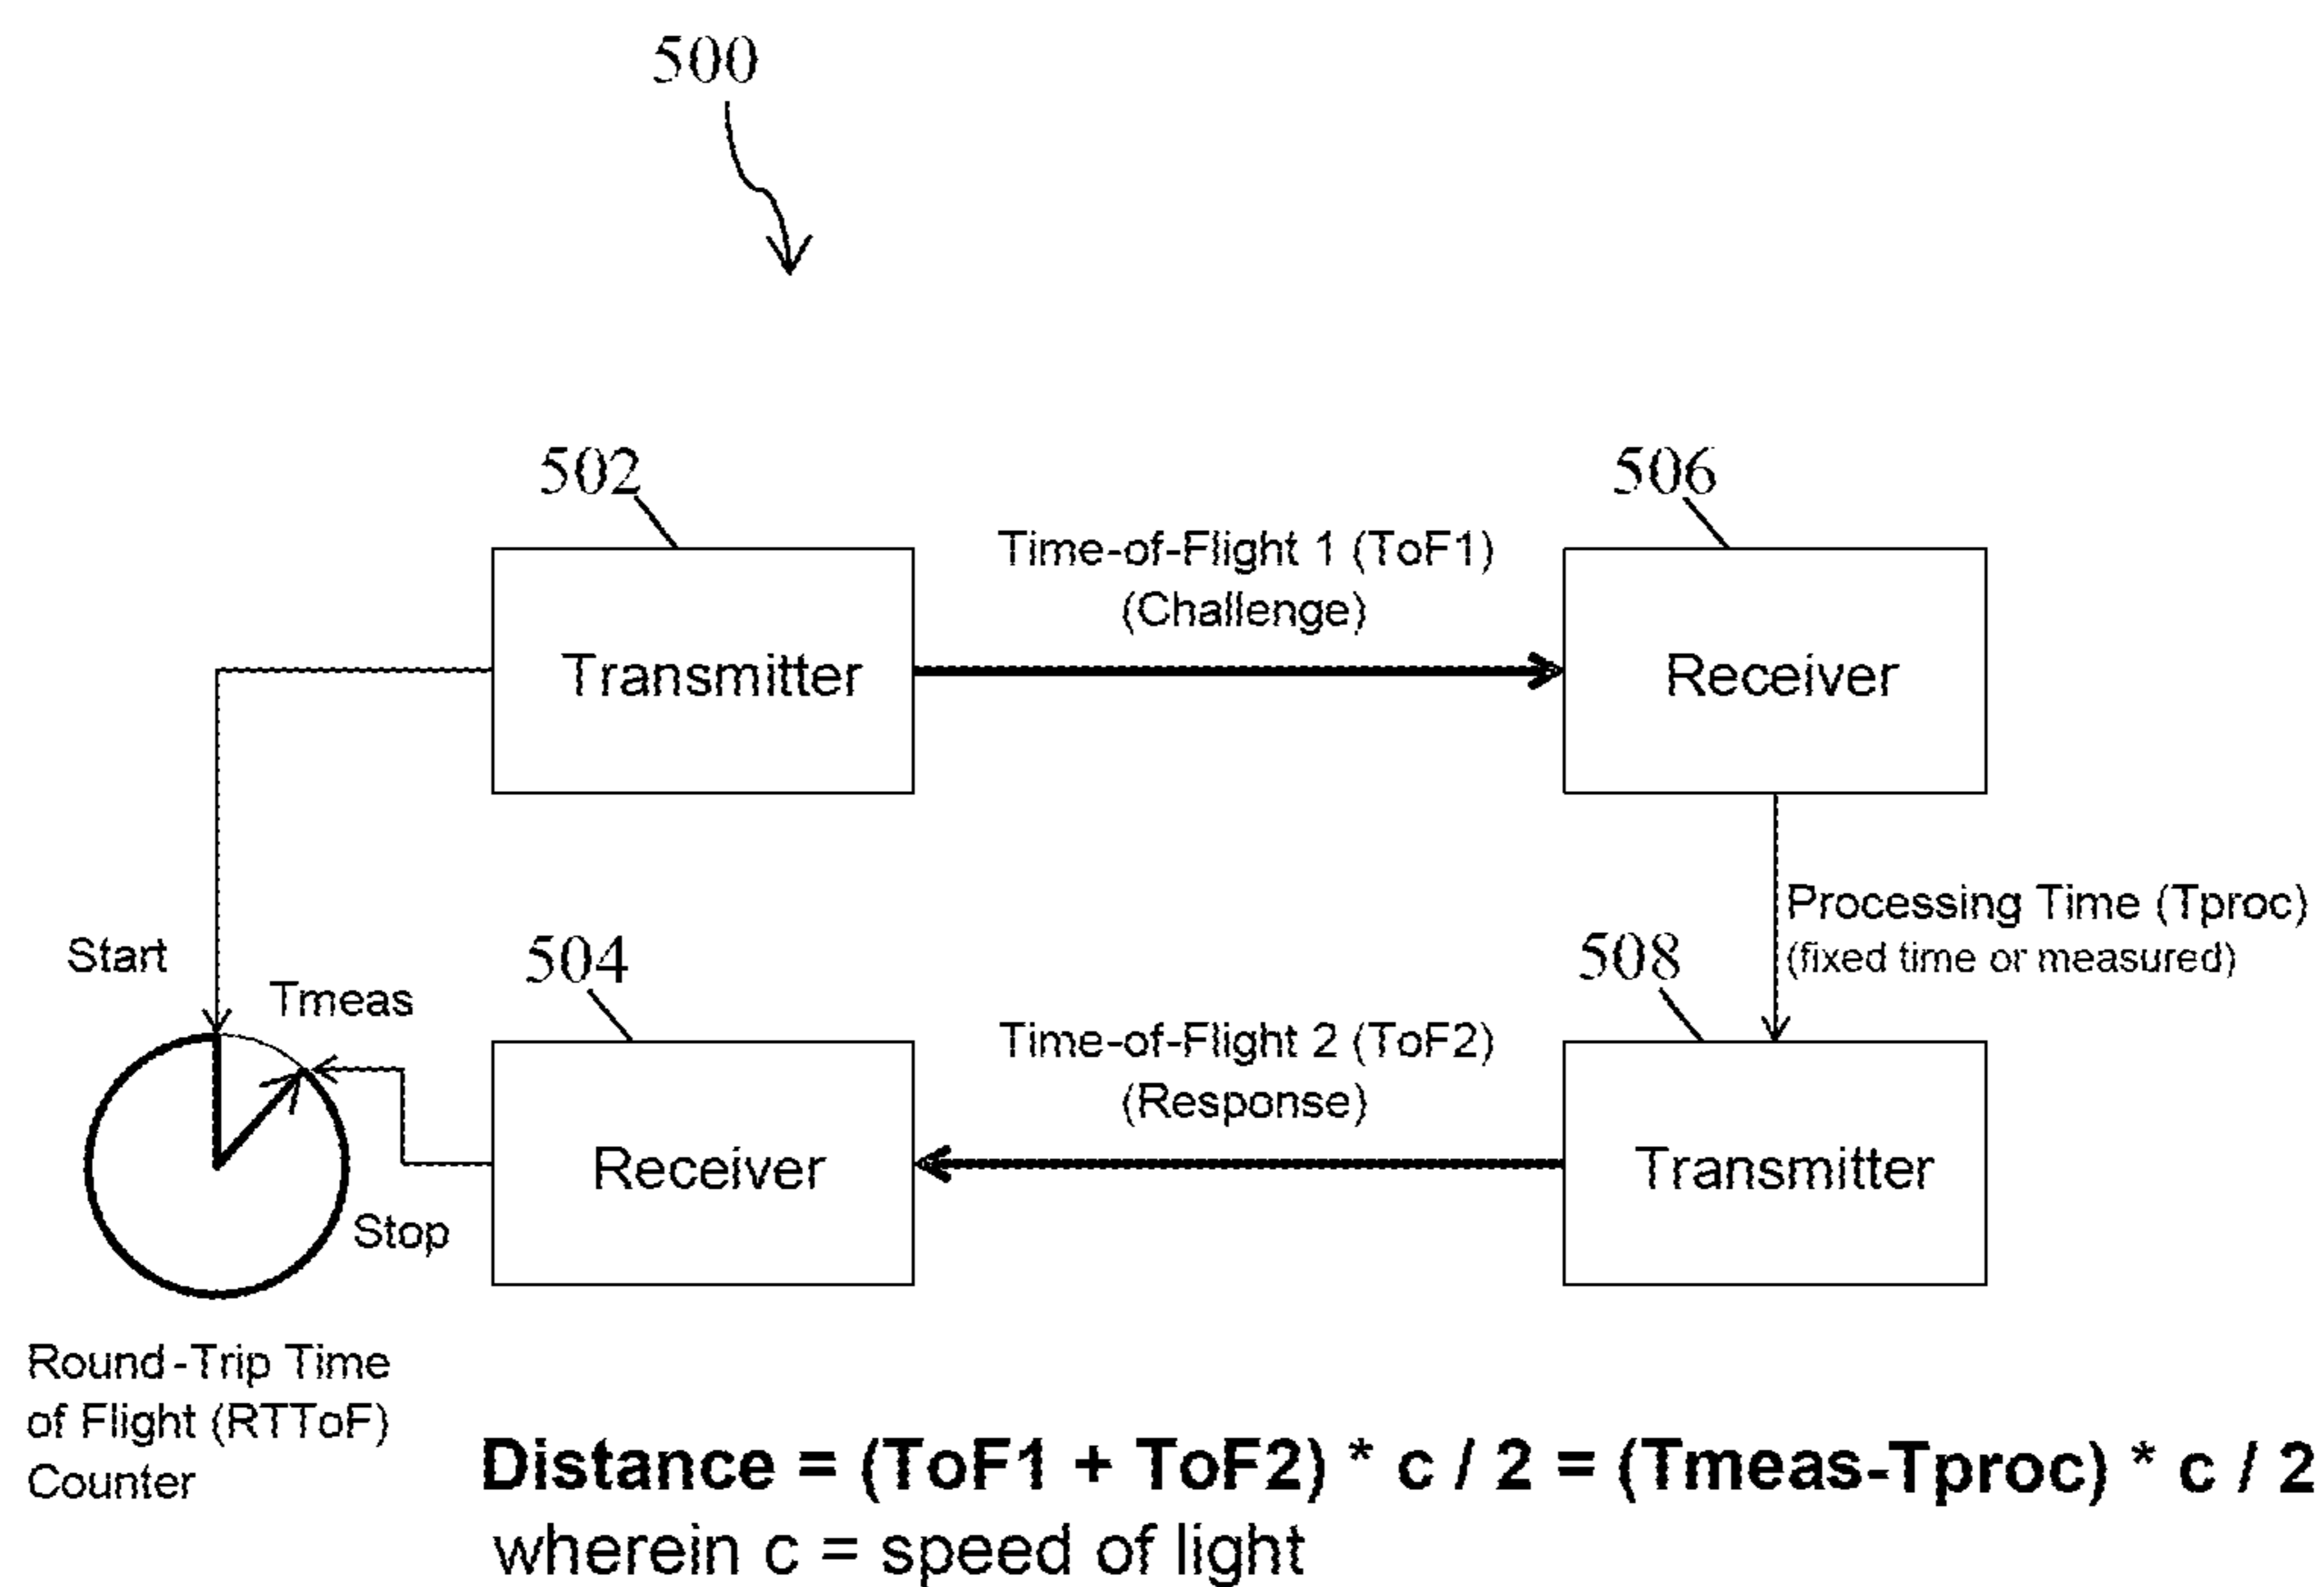 500
502
506
Time-of-Flight 1 (ToF1)
(Challenge)
Transmitter
Receiver
Processing Time (Tproc)
(fixed time or measured)
Start
Tmeas
504
508
Time-of-Flight 2 (ToF2)
(Response)
Receiver
Transmitter
Stop
Round-Trip Time
of Flight (RTToF)
Counter
Distance = (ToF1 + ToF2) * c / 2 = (Tmeas-Tproc) * c / 2
wherein c = speed of light